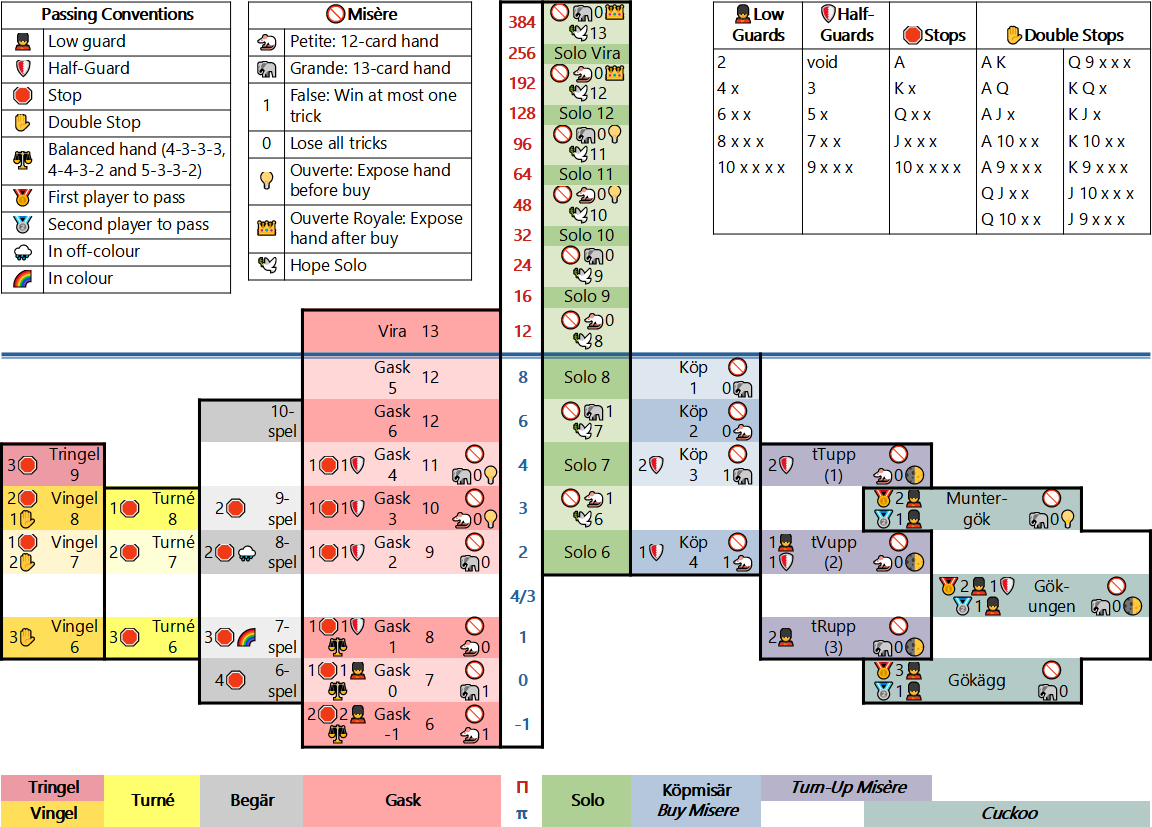 Passing Conventions
Low guard
Half-Guard
Stop
Double Stop
Balanced hand (4-3-3-3,
4-4-3-2 and 5-3-3-2)
First player to pass
Second player to pass
In off-colour
In colour
Misère
Petite: 12-card hand
Grande: 13-card hand
1 False: Win at most one
trick
0 Lose all tricks
Ouverte: Expose hand
before buy
Ouverte Royale: Expose
hand after buy
Hope Solo
Low
Guards
Half-
Guards
Stops
Double Stops
2 void A A K Q 9 x x x
4 x 3 K x A Q K Q x
6 x x 5 x Q x x A J x K J x
8 x x x 7 x x J x x x A 10 x x K 10 x x
10 x x x x 9 x x x 10 x x x x A 9 x x x K 9 x x x
Q J x x J 10 x x x
Q 10 x x J 9 x x x
384 0
13
256 Solo Vira
192 0
12
128 Solo 12
96 0
11
64 Solo 11
48 0
10
32 Solo 10
24 0
9
16 Solo 9
Vira 13 12 0
8
Gask
5 12 8 Solo 8 Köp
1 0
10-
spel Gask
6 12 6 1
7 Köp
2 0
3 Tringel
9 1 1 Gask
4 11 0 4 Solo 7 2 Köp
3 1 2 tTupp
(1) 0
2 1 Vingel
8 1 Turné
8 2 9-
spel 1 1 Gask
3 10 0 3 1
6 2 1 Munter-
gök 0
1 2 Vingel
7 2 Turné
7 2 8-
spel 1 1 Gask
2 9 0 2 Solo 6 1 Köp
4 1 1 1 tVupp
(2) 0
4/3 2 1 1 Gök-
ungen 0
3 Vingel
6 3 Turné
6 3 7-
spel 1 1 Gask
1 8 0 1 2 tRupp
(3) 0
4 6-
spel 1 1 Gask
0 7 1 0 3 1 Gökägg 0
2 2 Gask
-1 6 1 -1
Tringel
Vingel
Turné
Begär
Gask
Π
π
Solo
Köpmisär
Buy Misere
Turn-Up Misère
Cuckoo